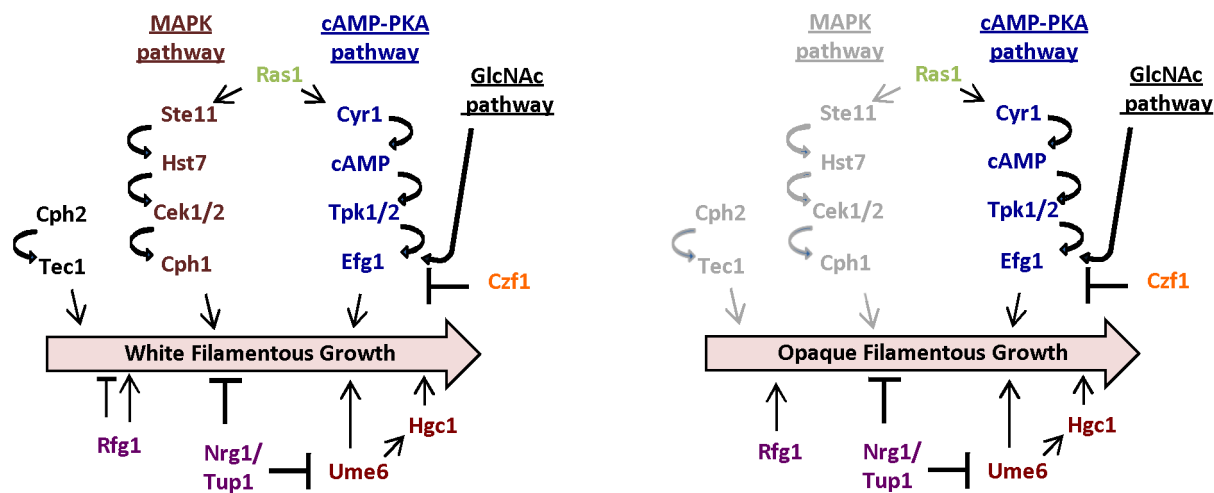 MAPK
pathway
cAMP-PKA
pathway
Ras1
GlcNAc
pathway
Ste11
Cyr1
Hst7
cAMP
Cph2
Cek1/2
Tpk1/2
Tec1
Cph1
Efg1
Czf1
White Filamentous Growth
Rfg1
Nrg1/
Tup1
Ume6
Hgc1
MAPK
pathway
cAMP-PKA
pathway
Ras1
GlcNAc
pathway
Ste11
Cyr1
Hst7
cAMP
Cph2
Cek1/2
Tpk1/2
Tec1
Cph1
Efg1
Czf1
Opaque Filamentous Growth
Rfg1
Nrg1/
Tup1
Ume6
Hgc1